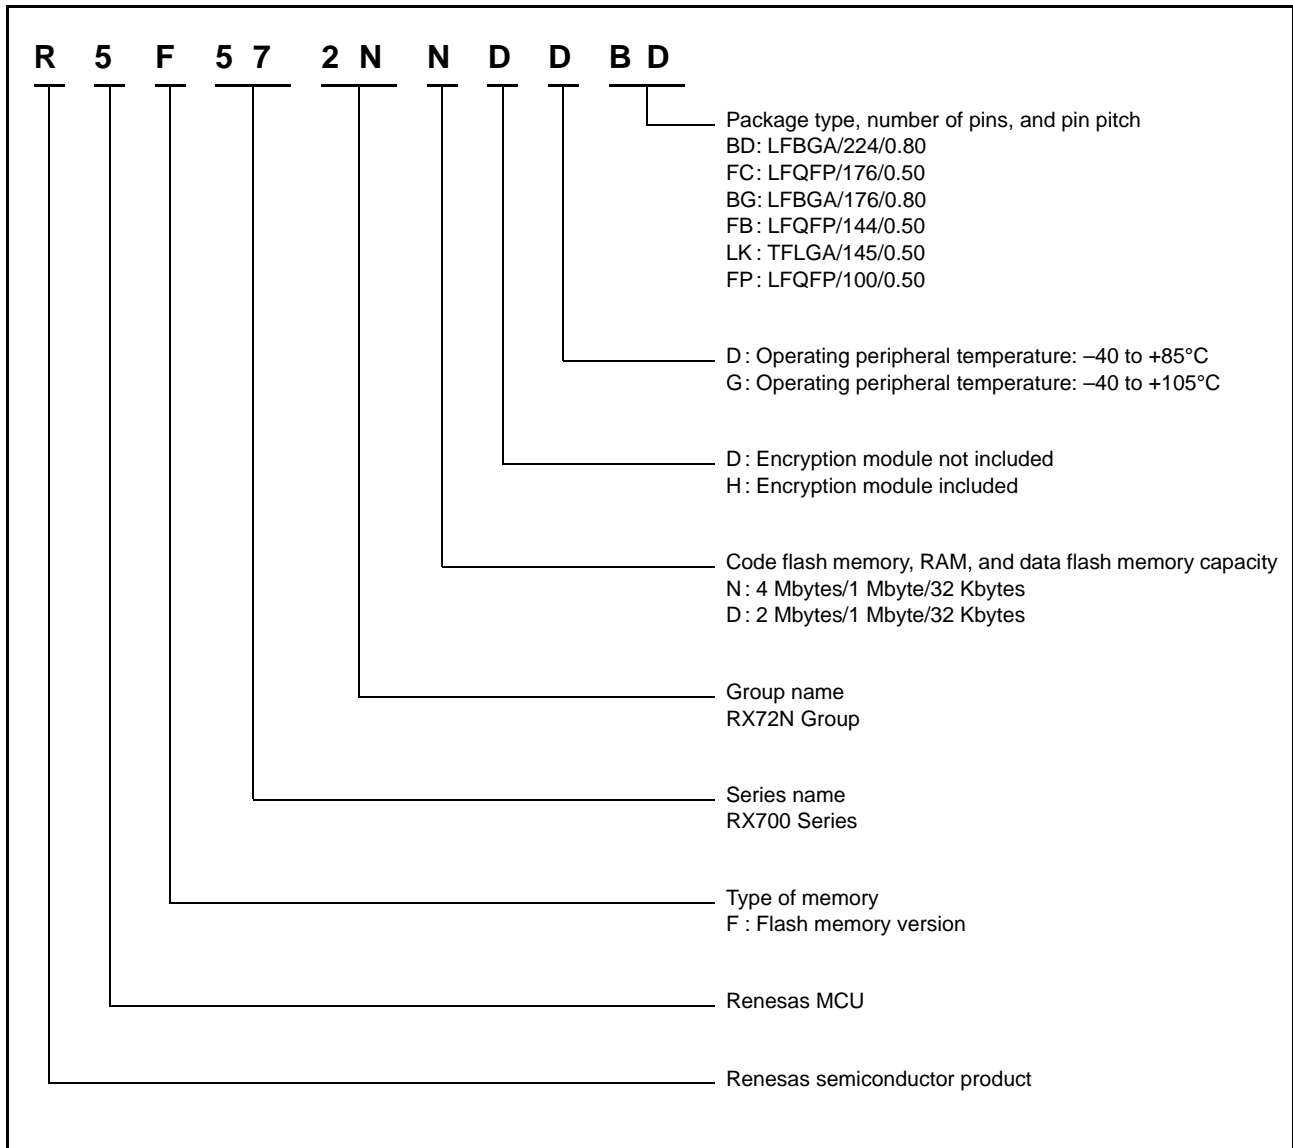 R 5 F 5 7 2 N N D D B D
Package type, number of pins, and pin pitch
BD: LFBGA/224/0.80
FC: LFQFP/176/0.50
BG: LFBGA/176/0.80
FB: LFQFP/144/0.50
LK: TFLGA/145/0.50
FP: LFQFP/100/0.50
D: Operating peripheral temperature: –40 to +85°C
G: Operating peripheral temperature: –40 to +105°C
D: Encryption module not included
H: Encryption module included
Code flash memory, RAM, and data flash memory capacity
N: 4 Mbytes/1 Mbyte/32 Kbytes
D: 2 Mbytes/1 Mbyte/32 Kbytes
Group name
RX72N Group
Series name
RX700 Series
Type of memory
F : Flash memory version
Renesas MCU
Renesas semiconductor product